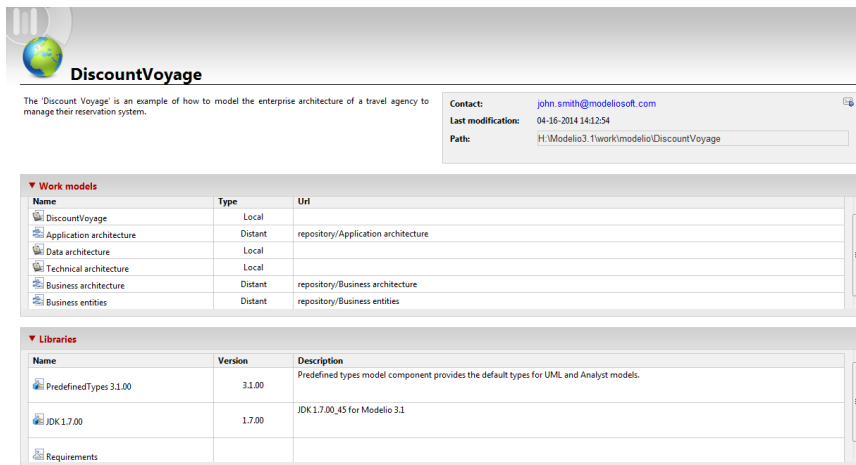 DiscountVoyage
The 'Discount Voyage' is an example of how to model the enterprise architecture of a travel agency to
manage their reservation system.
Contact: john.smith@modeliosoft.com
Last modification: 04-16-2014 14:12:54
Path: H:\Modelio3.1\work\modelio\DiscountVoyage
Work models
Name Type Url
DiscountVoyage Local
Application architecture Distant repository/Application architecture
Data architecture Local
Technical architecture Local
Business architecture Distant repository/Business architecture
Business entities Distant repository/Business entities
Libraries
Name Version Description
Predefined types model component provides the default types for UML and Analyst models.
PredefinedTypes 3.1.00 3.1.00
JDK 1.7.00_45 for Modelio 3.1
JDK 1.7.00 1.7.00
Requirements